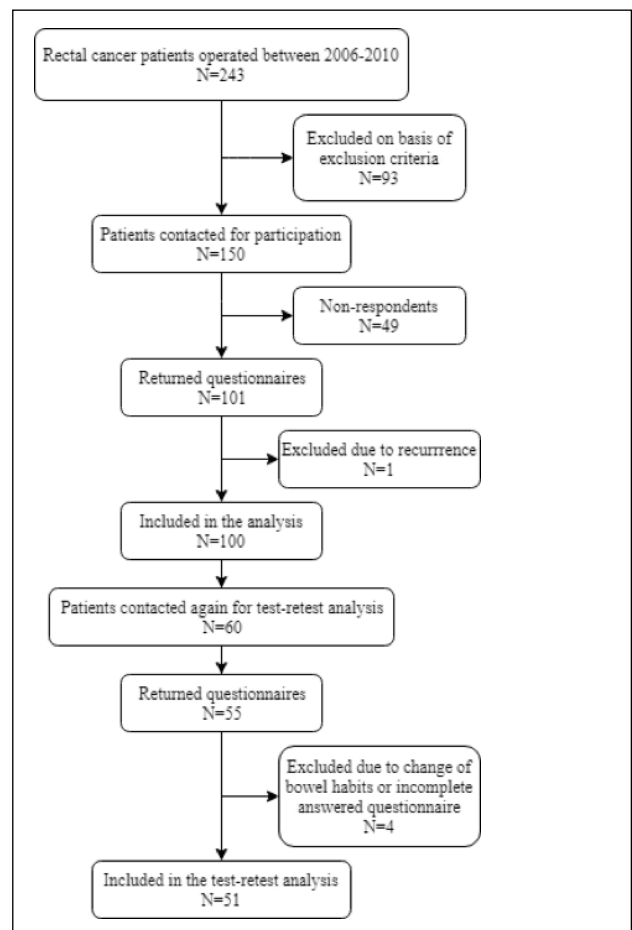 Rectal cancer patients operated between 2006-2010
N=243
Excluded on basis of
exclusion criteria
N=93
Patients contacted for participation
N=150
Non-respondents
N=49
Returned questionnaires
N=101
Excluded due to recurrrence
N=1
Included in the analysis
N=100
Patients contacted again for test-retest analysis
N=60
Returned questionnaires
N=55
Excluded due to change of
bowel habits or incomplete
answered questionnaire
N=4
Included in the test-retest analysis
N=51